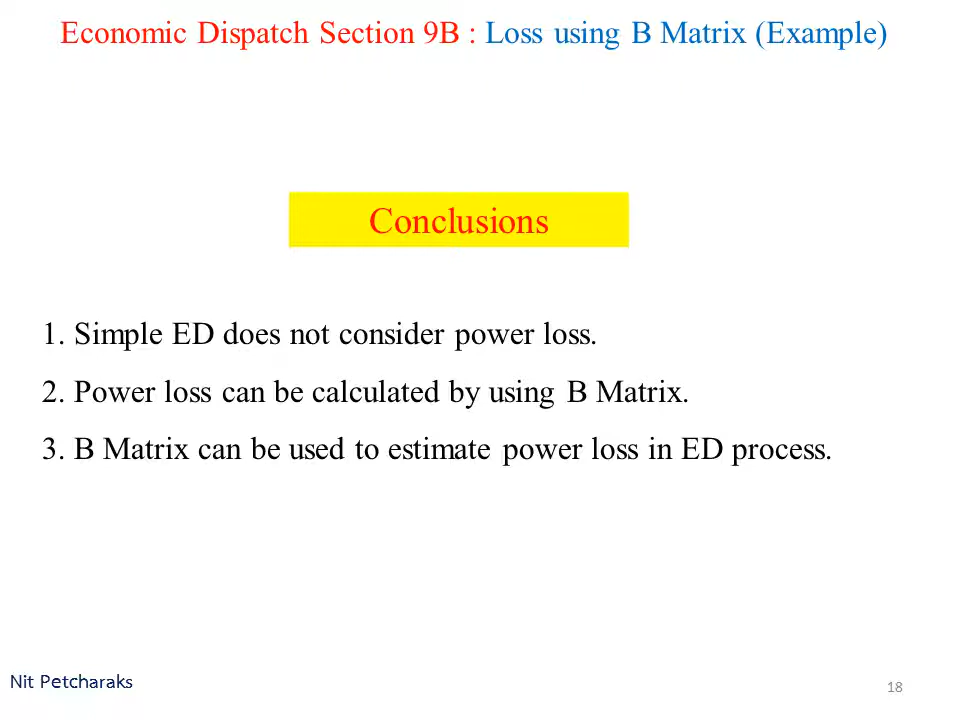 Economic Dispatch Section 9B : Loss using B Matrix (Example)
Conclusions
1. Simple ED does not consider power loss.
2. Power loss can be calculated by using B Matrix.
3. B Matrix can be used to estimate power loss in ED process.
Nit Petcharaks
18